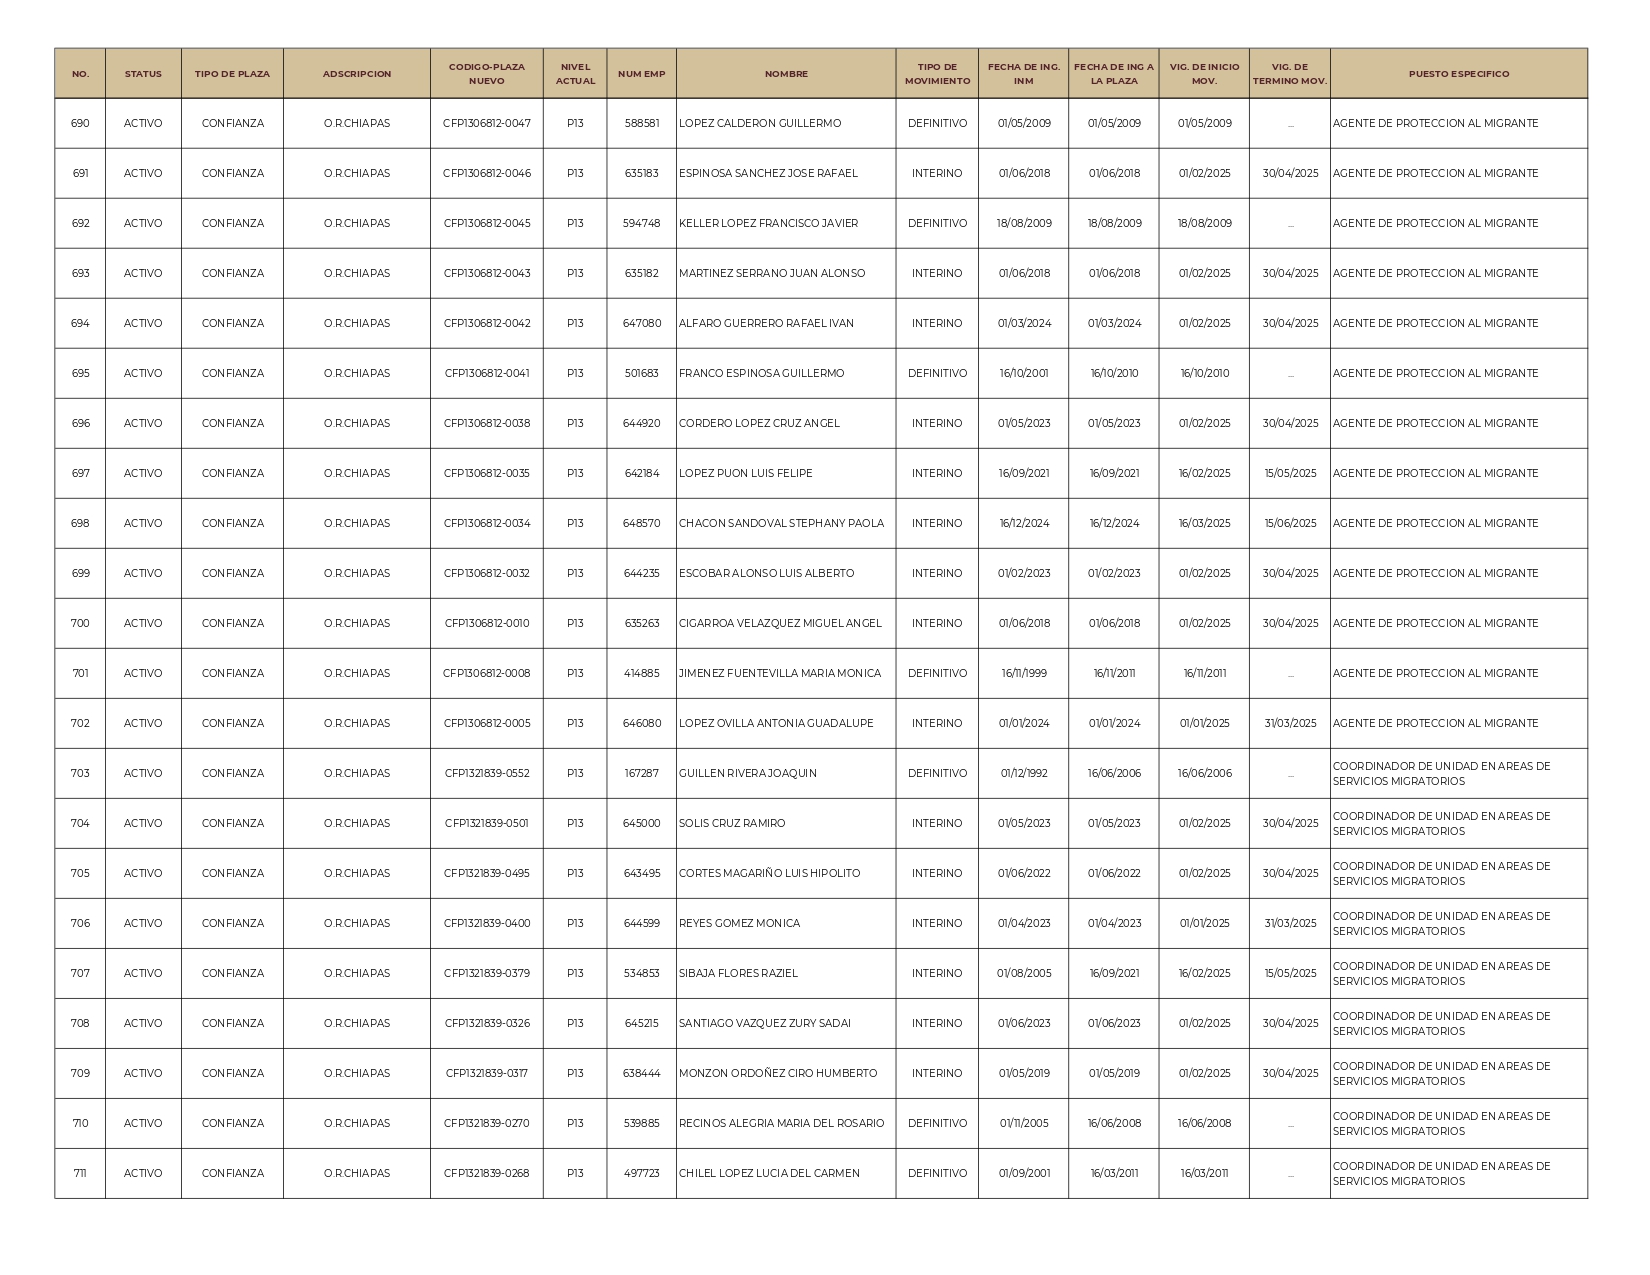 NO. STATUS TIPO DE PLAZA ADSCRIPCION CODIGO-PLAZA NUEVO NIVEL ACTUAL NUM EMP NOMBRE TIPO DE MOVIMIENTO FECHA DE ING. INM FECHA DE ING A LA PLAZA VIG. DE INICIO MOV. VIG. DE TERMINO MOV. PUESTO ESPECIFICO
690 ACTIVO CONFIANZA O.R.CHIAPAS CFP1306812-0047 P13 588581 LOPEZ CALDERON GUILLERMO DEFINITIVO 01/05/2009 01/05/2009 01/05/2009 ... AGENTE DE PROTECCION AL MIGRANTE
691 ACTIVO CONFIANZA O.R.CHIAPAS CFP1306812-0046 P13 635183 ESPINOSA SANCHEZ JOSE RAFAEL INTERINO 01/06/2018 01/06/2018 01/02/2025 30/04/2025 AGENTE DE PROTECCION AL MIGRANTE
692 ACTIVO CONFIANZA O.R.CHIAPAS CFP1306812-0045 P13 594748 KELLER LOPEZ FRANCISCO JAVIER DEFINITIVO 18/08/2009 18/08/2009 18/08/2009 ... AGENTE DE PROTECCION AL MIGRANTE
693 ACTIVO CONFIANZA O.R.CHIAPAS CFP1306812-0043 P13 635182 MARTINEZ SERRANO JUAN ALONSO INTERINO 01/06/2018 01/06/2018 01/02/2025 30/04/2025 AGENTE DE PROTECCION AL MIGRANTE
694 ACTIVO CONFIANZA O.R.CHIAPAS CFP1306812-0042 P13 647080 ALFARO GUERRERO RAFAEL IVAN INTERINO 01/03/2024 01/03/2024 01/02/2025 30/04/2025 AGENTE DE PROTECCION AL MIGRANTE
695 ACTIVO CONFIANZA O.R.CHIAPAS CFP1306812-0041 P13 501683 FRANCO ESPINOSA GUILLERMO DEFINITIVO 16/10/2001 16/10/2010 16/10/2010 ... AGENTE DE PROTECCION AL MIGRANTE
696 ACTIVO CONFIANZA O.R.CHIAPAS CFP1306812-0038 P13 644920 CORDERO LOPEZ CRUZ ANGEL INTERINO 01/05/2023 01/05/2023 01/02/2025 30/04/2025 AGENTE DE PROTECCION AL MIGRANTE
697 ACTIVO CONFIANZA O.R.CHIAPAS CFP1306812-0035 P13 642184 LOPEZ PUON LUIS FELIPE INTERINO 16/09/2021 16/09/2021 16/02/2025 15/05/2025 AGENTE DE PROTECCION AL MIGRANTE
698 ACTIVO CONFIANZA O.R.CHIAPAS CFP1306812-0034 P13 648570 CHACON SANDOVAL STEPHANY PAOLA INTERINO 16/12/2024 16/12/2024 16/03/2025 15/06/2025 AGENTE DE PROTECCION AL MIGRANTE
699 ACTIVO CONFIANZA O.R.CHIAPAS CFP1306812-0032 P13 644235 ESCOBAR ALONSO LUIS ALBERTO INTERINO 01/02/2023 01/02/2023 01/02/2025 30/04/2025 AGENTE DE PROTECCION AL MIGRANTE
700 ACTIVO CONFIANZA O.R.CHIAPAS CFP1306812-0010 P13 635263 CIGARROA VELAZQUEZ MIGUEL ANGEL INTERINO 01/06/2018 01/06/2018 01/02/2025 30/04/2025 AGENTE DE PROTECCION AL MIGRANTE
701 ACTIVO CONFIANZA O.R.CHIAPAS CFP1306812-0008 P13 414885 JIMENEZ FUENTEVILLA MARIA MONICA DEFINITIVO 16/11/1999 16/11/2011 16/11/2011 ... AGENTE DE PROTECCION AL MIGRANTE
702 ACTIVO CONFIANZA O.R.CHIAPAS CFP1306812-0005 P13 646080 LOPEZ OVILLA ANTONIA GUADALUPE INTERINO 01/01/2024 01/01/2024 01/01/2025 31/03/2025 AGENTE DE PROTECCION AL MIGRANTE
703 ACTIVO CONFIANZA O.R.CHIAPAS CFP1321839-0552 P13 167287 GUILLEN RIVERA JOAQUIN DEFINITIVO 01/12/1992 16/06/2006 16/06/2006 ... COORDINADOR DE UNIDAD EN AREAS DE SERVICIOS MIGRATORIOS
704 ACTIVO CONFIANZA O.R.CHIAPAS CFP1321839-0501 P13 645000 SOLIS CRUZ RAMIRO INTERINO 01/05/2023 01/05/2023 01/02/2025 30/04/2025 COORDINADOR DE UNIDAD EN AREAS DE SERVICIOS MIGRATORIOS
705 ACTIVO CONFIANZA O.R.CHIAPAS CFP1321839-0495 P13 643495 CORTES MAGARIÑO LUIS HIPOLITO INTERINO 01/06/2022 01/06/2022 01/02/2025 30/04/2025 COORDINADOR DE UNIDAD EN AREAS DE SERVICIOS MIGRATORIOS
706 ACTIVO CONFIANZA O.R.CHIAPAS CFP1321839-0400 P13 644599 REYES GOMEZ MONICA INTERINO 01/04/2023 01/04/2023 01/01/2025 31/03/2025 COORDINADOR DE UNIDAD EN AREAS DE SERVICIOS MIGRATORIOS
707 ACTIVO CONFIANZA O.R.CHIAPAS CFP1321839-0379 P13 534853 SIBAJA FLORES RAZIEL INTERINO 01/08/2005 16/09/2021 16/02/2025 15/05/2025 COORDINADOR DE UNIDAD EN AREAS DE SERVICIOS MIGRATORIOS
708 ACTIVO CONFIANZA O.R.CHIAPAS CFP1321839-0326 P13 645215 SANTIAGO VAZQUEZ ZURY SADAI INTERINO 01/06/2023 01/06/2023 01/02/2025 30/04/2025 COORDINADOR DE UNIDAD EN AREAS DE SERVICIOS MIGRATORIOS
709 ACTIVO CONFIANZA O.R.CHIAPAS CFP1321839-0317 P13 638444 MONZON ORDOÑEZ CIRO HUMBERTO INTERINO 01/05/2019 01/05/2019 01/02/2025 30/04/2025 COORDINADOR DE UNIDAD EN AREAS DE SERVICIOS MIGRATORIOS
710 ACTIVO CONFIANZA O.R.CHIAPAS CFP1321839-0270 P13 539885 RECINOS ALEGRIA MARIA DEL ROSARIO DEFINITIVO 01/11/2005 16/06/2008 16/06/2008 ... COORDINADOR DE UNIDAD EN AREAS DE SERVICIOS MIGRATORIOS
711 ACTIVO CONFIANZA O.R.CHIAPAS CFP1321839-0268 P13 497723 CHILEL LOPEZ LUCIA DEL CARMEN DEFINITIVO 01/09/2001 16/03/2011 16/03/2011 ... COORDINADOR DE UNIDAD EN AREAS DE SERVICIOS MIGRATORIOS